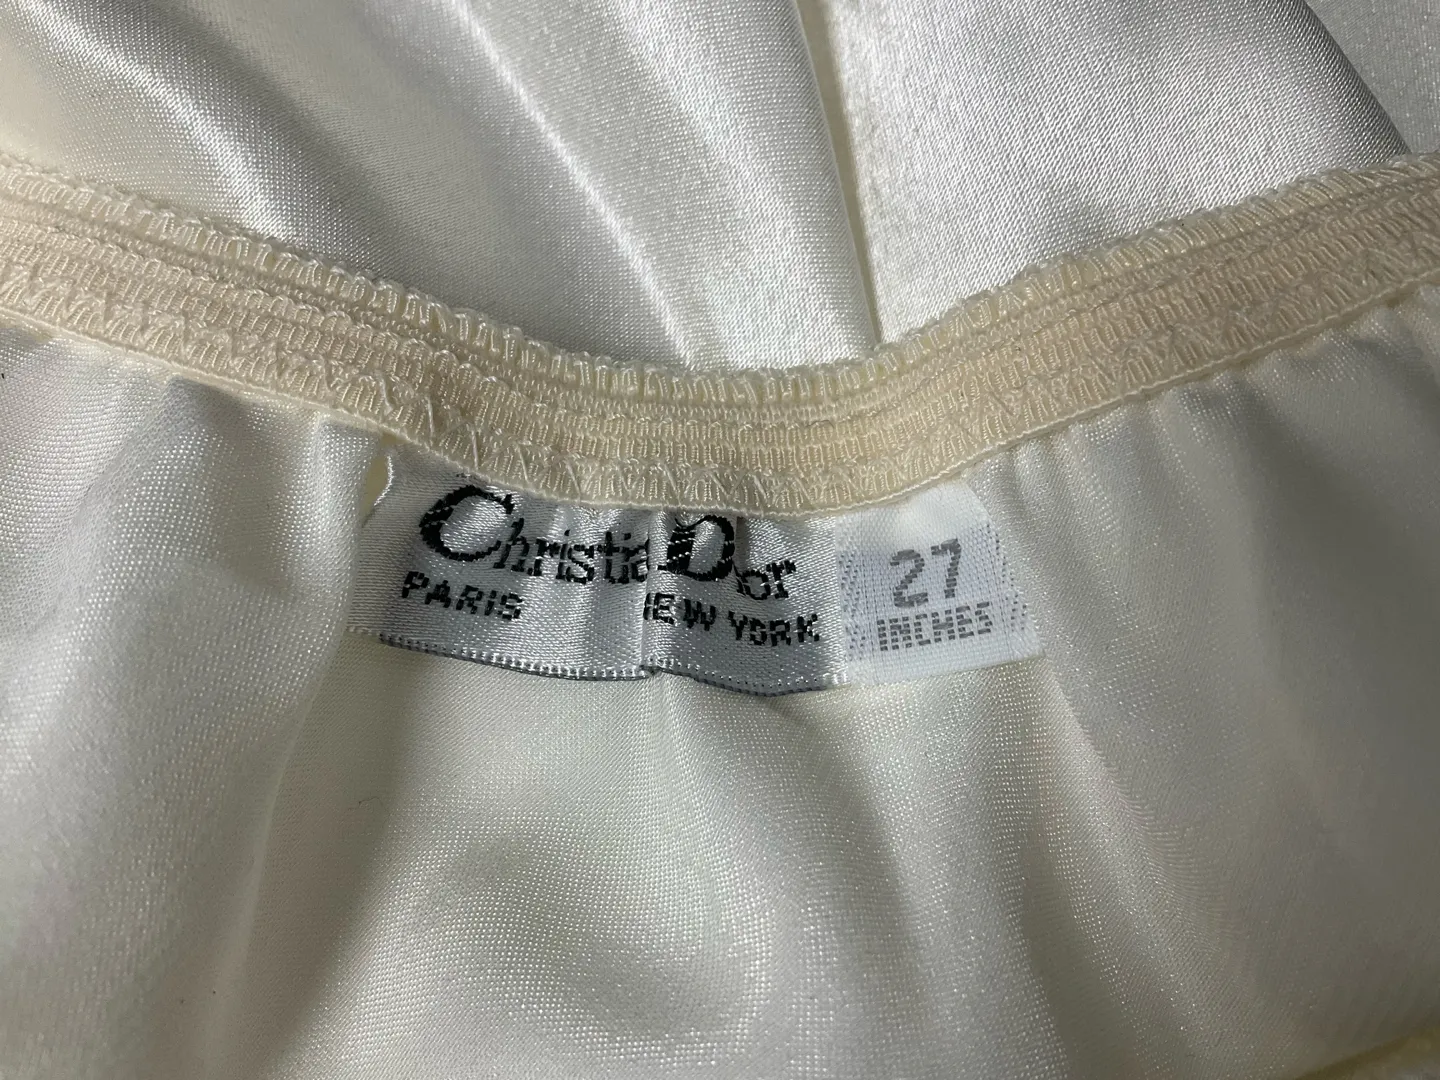 Christian Dior
PARIS NEW YORK
27
INCHES